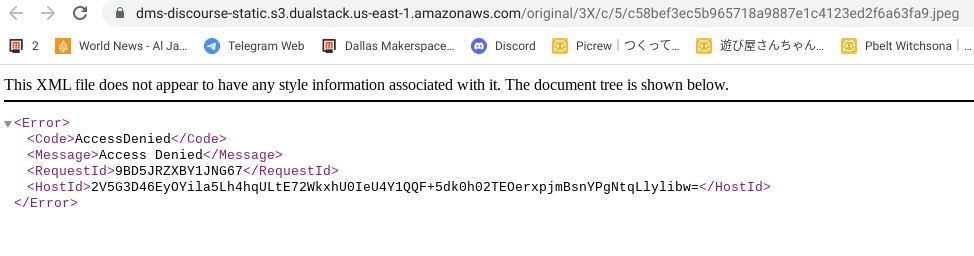 dms-discourse-static.s3.dualstack.us-east-1.amazonaws.com/original/3X/c/5/c58bef3ec5b965718a9887e1c4123ed2f6a63fa9.jpeg
2 World News - Al Ja... Telegram Web Dallas Makerspace... Discord Picrew｜つくって... 遊び屋さんちゃん... Pbelt Witchsona｜...
This XML file does not appear to have any style information associated with it. The document tree is shown below.
<Error>
<Code>AccessDenied</Code>
<Message>Access Denied</Message>
<RequestId>9BD5JRZXBY1JNG67</RequestId>
<HostId>2V5G3D46EyOYila5Lh4hqULtE72WkxhU0IeU4Y1QQF+5dk0h02TEOerxpjmBsnYPgNtqLlylibw=</HostId>
</Error>